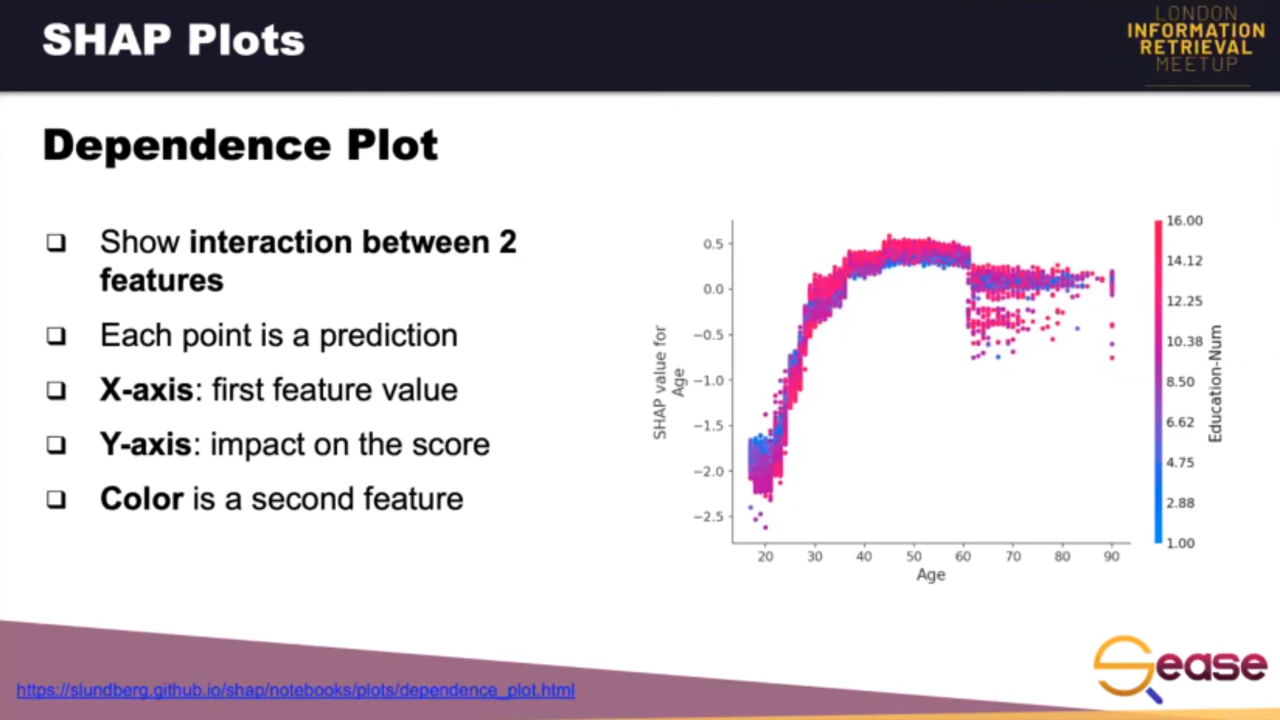 SHAP Plots
LONDON
INFORMATION
RETRIEVAL
MEETUP
Dependence Plot
❏ Show interaction between 2
features
❏ Each point is a prediction
❏ X-axis: first feature value
❏ Y-axis: impact on the score
❏ Color is a second feature
0.5
0.0
−0.5
−1.0
−1.5
−2.0
−2.5
SHAP value for
Age
20 30 40 50 60 70 80 90
Age
16.00
14.12
12.25
10.38
8.50
6.62
4.75
2.88
1.00
Education-Num
https://slundberg.github.io/shap/notebooks/plots/dependence_plot.html
Sease